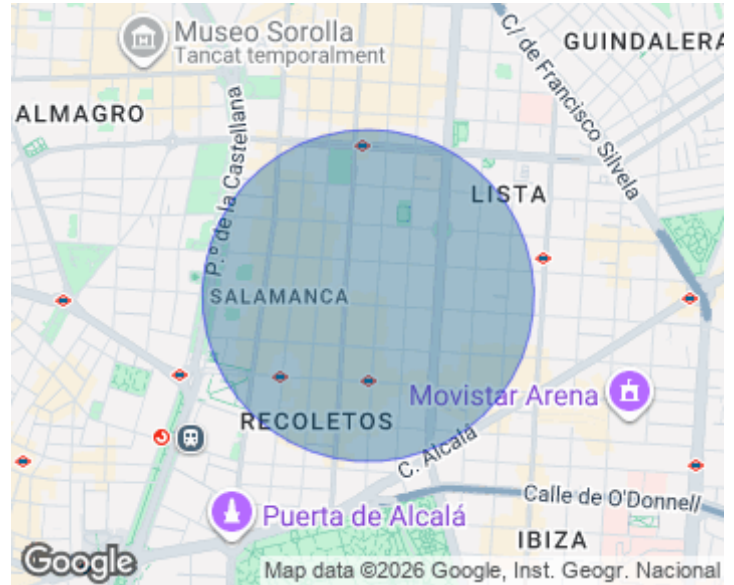 Museo Sorolla
Tancat temporalment
GUINDALERA
C/ de Francisco Silvela
ALMAGRO
P.º de la Castellana
LISTA
SALAMANCA
Movistar Arena
RECOLETOS
C. Alcalá
Calle de O'Donnell
Puerta de Alcalá
IBIZA
Google
Map data ©2026 Google, Inst. Geogr. Nacional